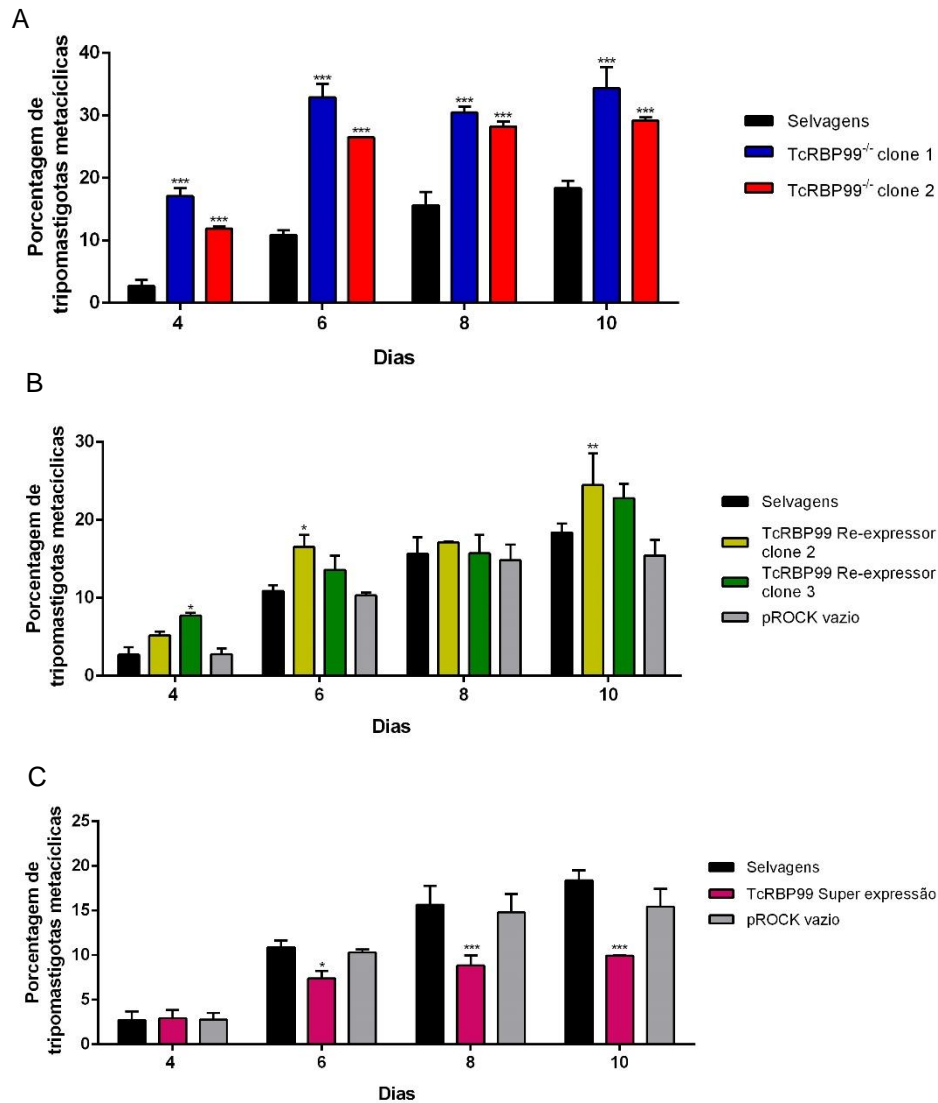 A
Porcentagem de
tripomastigotas metacíclicas
40
30
20
10
0
*** *** *** *** *** *** *** ***
4 6 8 10
Dias
Selvagens
TcRBP99-/- clone 1
TcRBP99-/- clone 2
B
Porcentagem de
tripomastigotas metacíclicas
30
20
10
0
* * **
4 6 8 10
Dias
Selvagens
TcRBP99 Re-expressor
clone 2
TcRBP99 Re-expressor
clone 3
pROCK vazio
C
Porcentagem de
tripomastigotas metacíclicas
25
20
15
10
5
0
* *** ***
4 6 8 10
Dias
Selvagens
TcRBP99 Super expressão
pROCK vazio